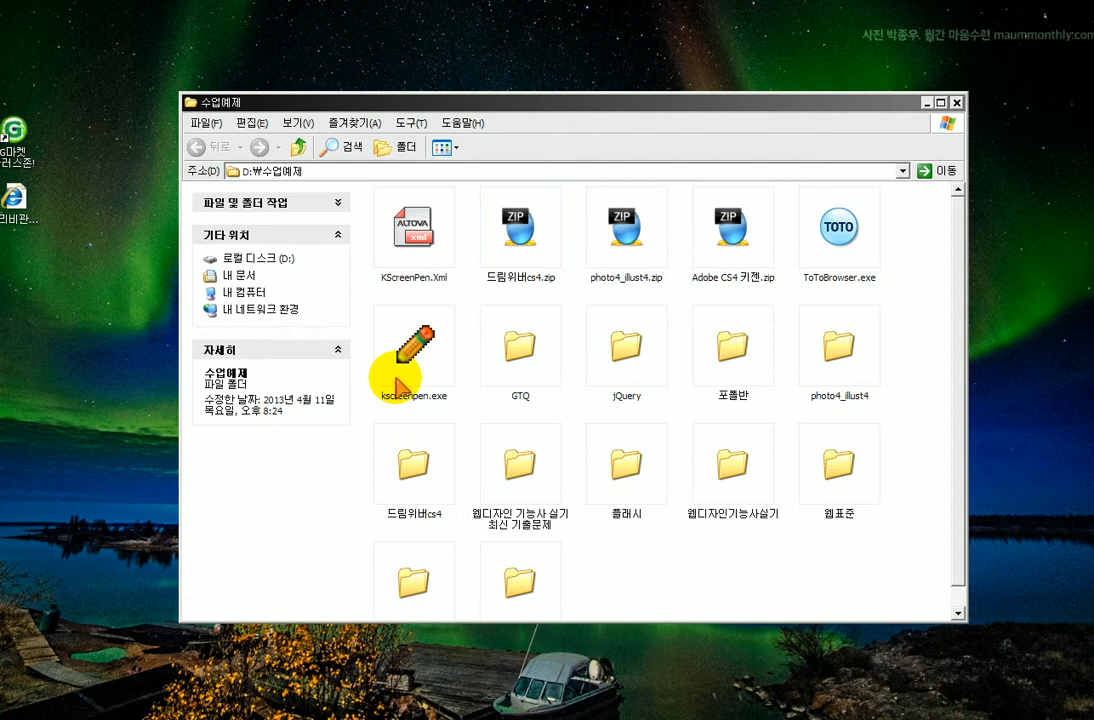 사진 박종우. 월간 마음수련 maummonthly.com
수업예제
파일(F) 편집(E) 보기(V) 즐겨찾기(A) 도구(T) 도움말(H)
뒤로 검색 폴더
주소(D) D:₩수업예제 이동
G마켓
파일 및 폴더 작업
기타 위치
로컬 디스크 (D:)
내 문서
내 컴퓨터
내 네트워크 환경
자세히
수업예제
파일 폴더
수정한 날짜: 2013년 4월 11일
목요일, 오후 8:24
ALTOVA
xml
ZIP
ZIP
ZIP
TOTO
KScreenPen.Xml
드림위버cs4.zip
photo4_illust4.zip
Adobe CS4 키젠.zip
ToToBrowser.exe
kscreenpen.exe
GTQ
jQuery
포폴반
photo4_illust4
드림위버cs4
웹디자인 기능사 실기
최신 기출문제
플래시
웹디자인기능사실기
웹표준